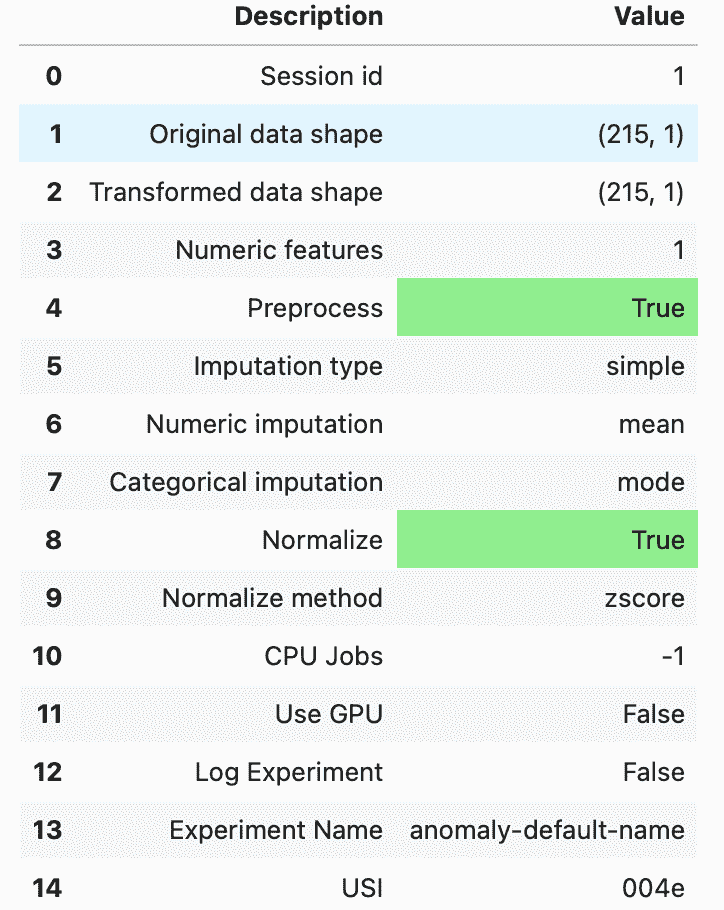 Description Value
0 Session id 1
1 Original data shape (215, 1)
2 Transformed data shape (215, 1)
3 Numeric features 1
4 Preprocess True
5 Imputation type simple
6 Numeric imputation mean
7 Categorical imputation mode
8 Normalize True
9 Normalize method zscore
10 CPU Jobs -1
11 Use GPU False
12 Log Experiment False
13 Experiment Name anomaly-default-name
14 USI 004e